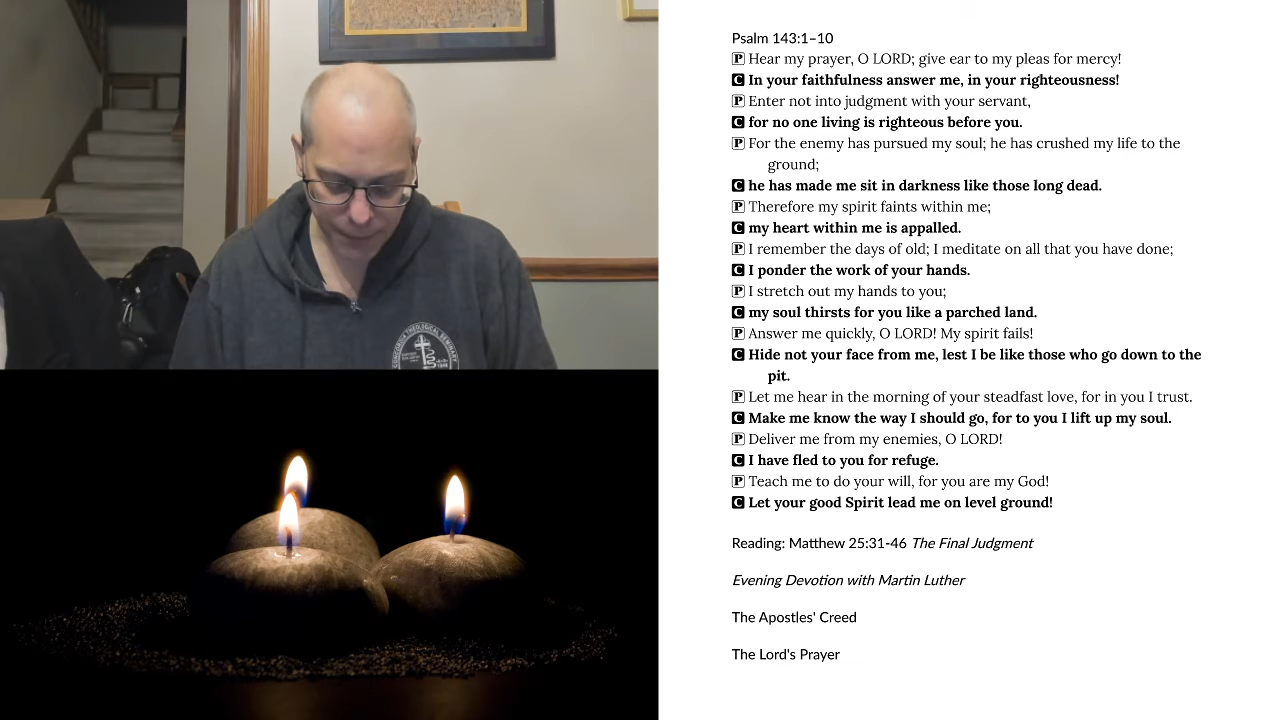 CONCORDIA THEOLOGICAL SEMINARY
Psalm 143:1–10
P Hear my prayer, O LORD; give ear to my pleas for mercy!
C In your faithfulness answer me, in your righteousness!
P Enter not into judgment with your servant,
C for no one living is righteous before you.
P For the enemy has pursued my soul; he has crushed my life to the
ground;
C he has made me sit in darkness like those long dead.
P Therefore my spirit faints within me;
C my heart within me is appalled.
P I remember the days of old; I meditate on all that you have done;
C I ponder the work of your hands.
P I stretch out my hands to you;
C my soul thirsts for you like a parched land.
P Answer me quickly, O LORD! My spirit fails!
C Hide not your face from me, lest I be like those who go down to the
pit.
P Let me hear in the morning of your steadfast love, for in you I trust.
C Make me know the way I should go, for to you I lift up my soul.
P Deliver me from my enemies, O LORD!
C I have fled to you for refuge.
P Teach me to do your will, for you are my God!
C Let your good Spirit lead me on level ground!
Reading: Matthew 25:31-46 The Final Judgment
Evening Devotion with Martin Luther
The Apostles' Creed
The Lord's Prayer